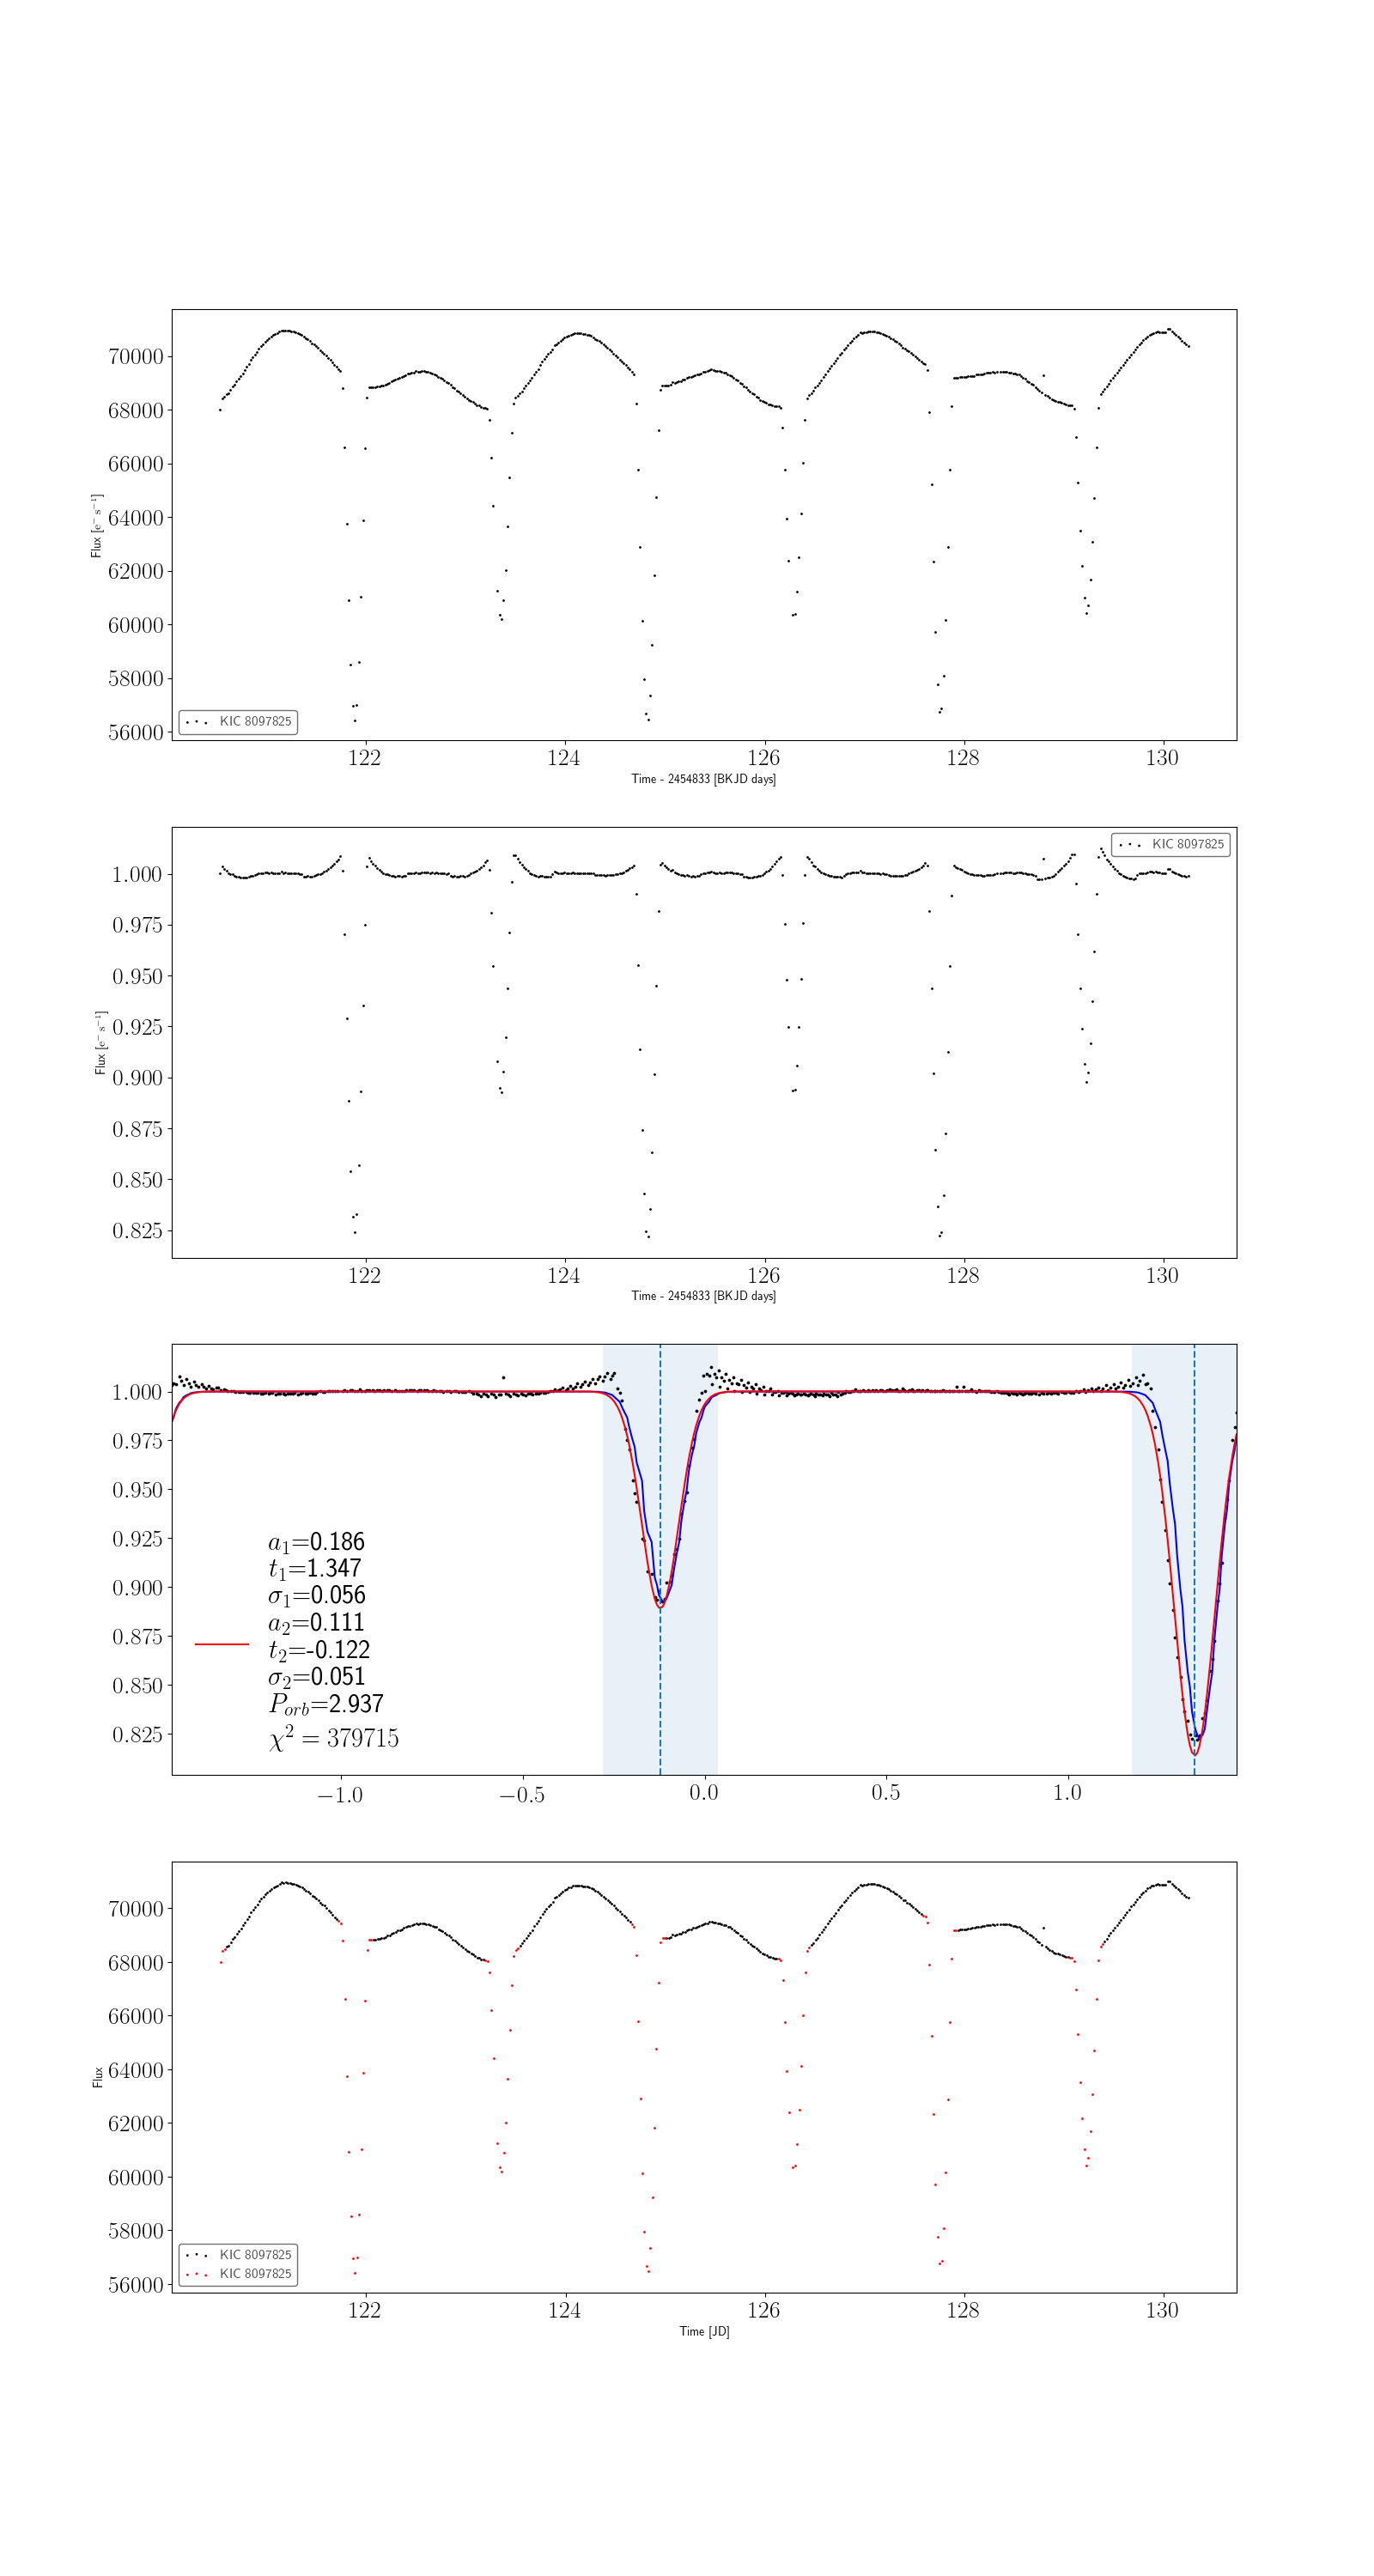 70000
68000
66000
64000
62000
60000
58000
56000
Flux [e⁻ s⁻¹]
KIC 8097825
122 124 126 128 130
Time - 2454833 [BKJD days]
KIC 8097825
1.000
0.975
0.950
0.925
0.900
0.875
0.850
0.825
Flux [e⁻ s⁻¹]
122 124 126 128 130
Time - 2454833 [BKJD days]
1.000
0.975
0.950
0.925
0.900
0.875
0.850
0.825
a₁=0.186
t₁=1.347
σ₁=0.056
a₂=0.111
t₂=-0.122
σ₂=0.051
P_orb=2.937
χ² = 379715
−1.0 −0.5 0.0 0.5 1.0
70000
68000
66000
64000
62000
60000
58000
56000
Flux
KIC 8097825
KIC 8097825
122 124 126 128 130
Time [JD]